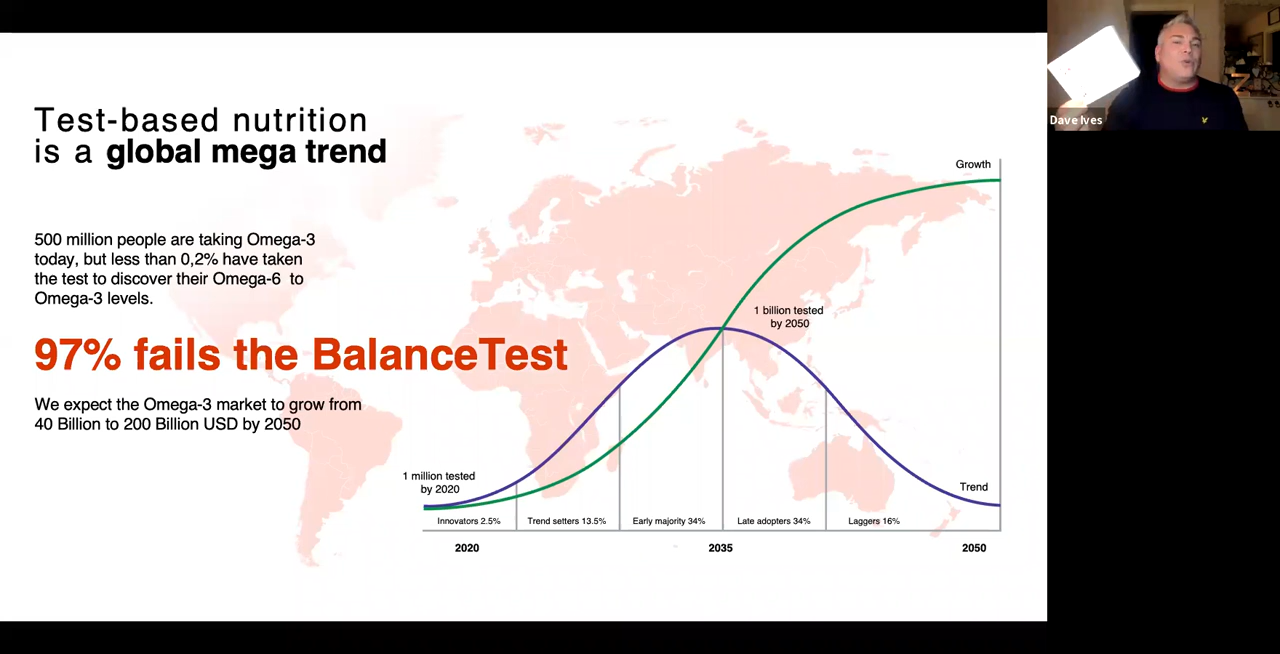 Test-based nutrition
is a global mega trend
500 million people are taking Omega-3
today, but less than 0,2% have taken
the test to discover their Omega-6 to
Omega-3 levels.
97% fails the BalanceTest
We expect the Omega-3 market to grow from
40 Billion to 200 Billion USD by 2050
Growth
1 billion tested
by 2050
1 million tested
by 2020
Trend
Innovators 2.5%
Trend setters 13.5%
Early majority 34%
Late adopters 34%
Laggers 16%
2020
2035
2050
Dave Ives